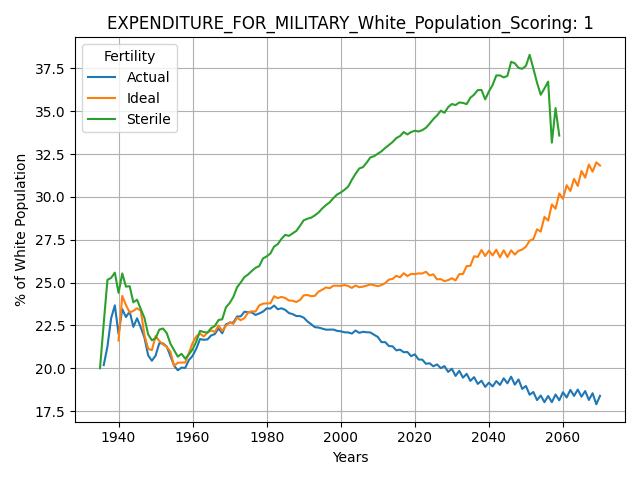 EXPENDITURE_FOR_MILITARY_White_Population_Scoring: 1
Fertility
Actual
Ideal
Sterile
% of White Population
37.5
35.0
32.5
30.0
27.5
25.0
22.5
20.0
17.5
1940 1960 1980 2000 2020 2040 2060
Years